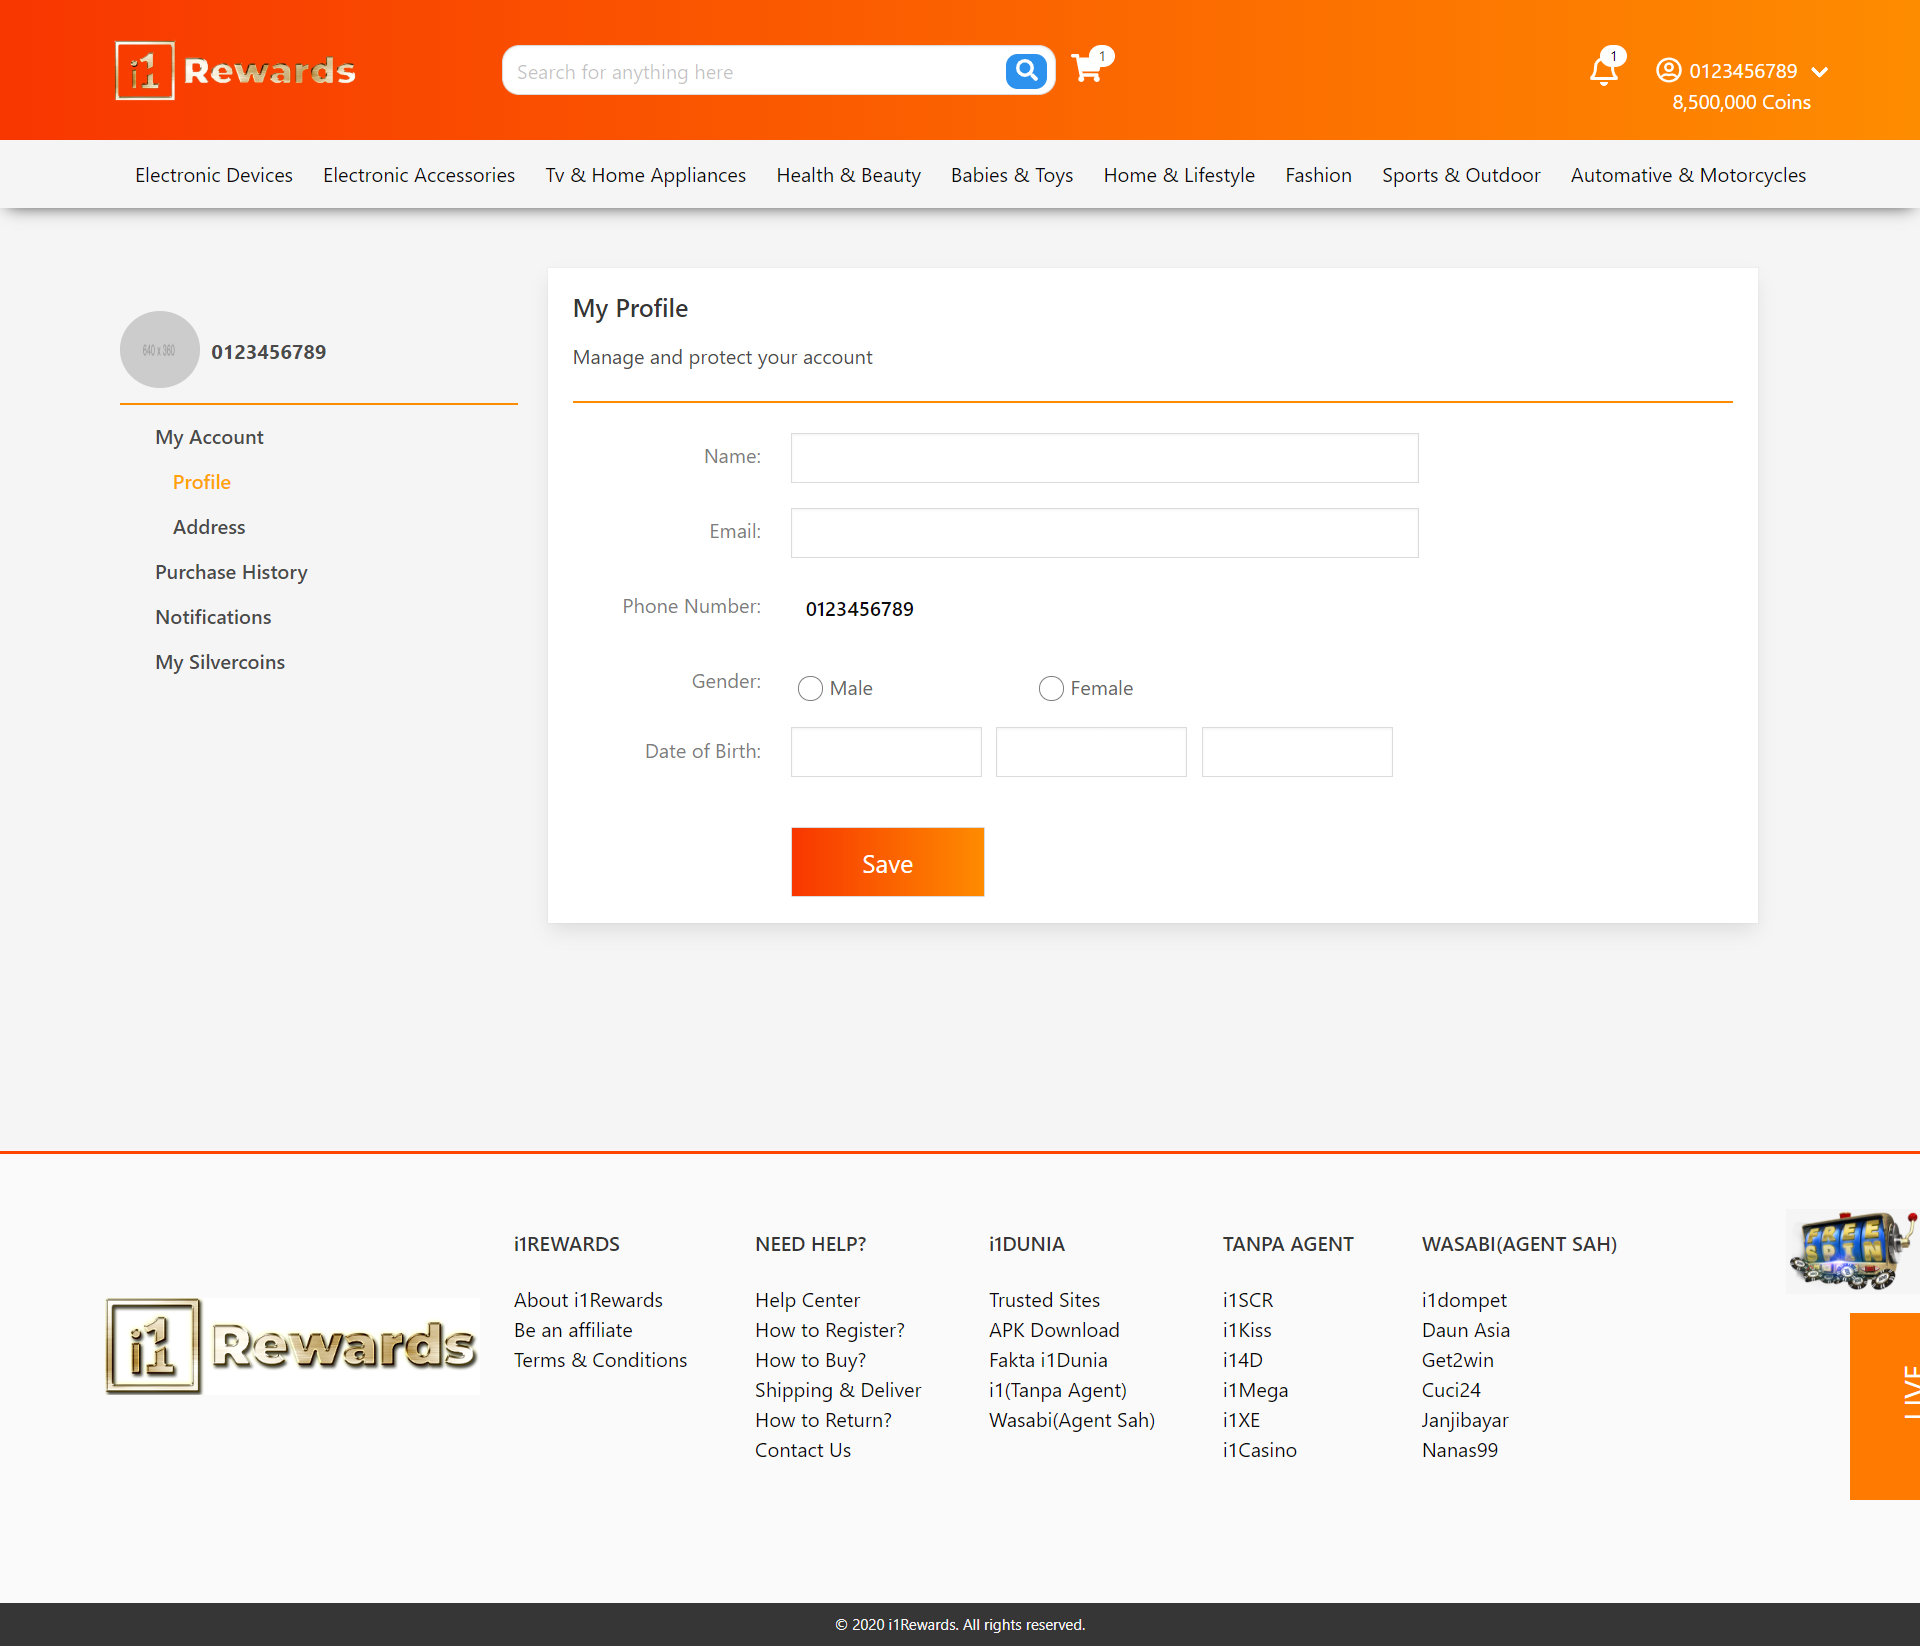 i1 Rewards
Search for anything here
1
1
0123456789
8,500,000 Coins
Electronic Devices
Electronic Accessories
Tv & Home Appliances
Health & Beauty
Babies & Toys
Home & Lifestyle
Fashion
Sports & Outdoor
Automative & Motorcycles
640 x 360
0123456789
My Account
Profile
Address
Purchase History
Notifications
My Silvercoins
My Profile
Manage and protect your account
Name:
Email:
Phone Number:
0123456789
Gender:
Male
Female
Date of Birth:
Save
i1 Rewards
i1REWARDS
About i1Rewards
Be an affiliate
Terms & Conditions
NEED HELP?
Help Center
How to Register?
How to Buy?
Shipping & Deliver
How to Return?
Contact Us
i1DUNIA
Trusted Sites
APK Download
Fakta i1Dunia
i1(Tanpa Agent)
Wasabi(Agent Sah)
TANPA AGENT
i1SCR
i1Kiss
i14D
i1Mega
i1XE
i1Casino
WASABI(AGENT SAH)
i1dompet
Daun Asia
Get2win
Cuci24
Janjibayar
Nanas99
FREE
SPIN
LIVE
© 2020 i1Rewards. All rights reserved.